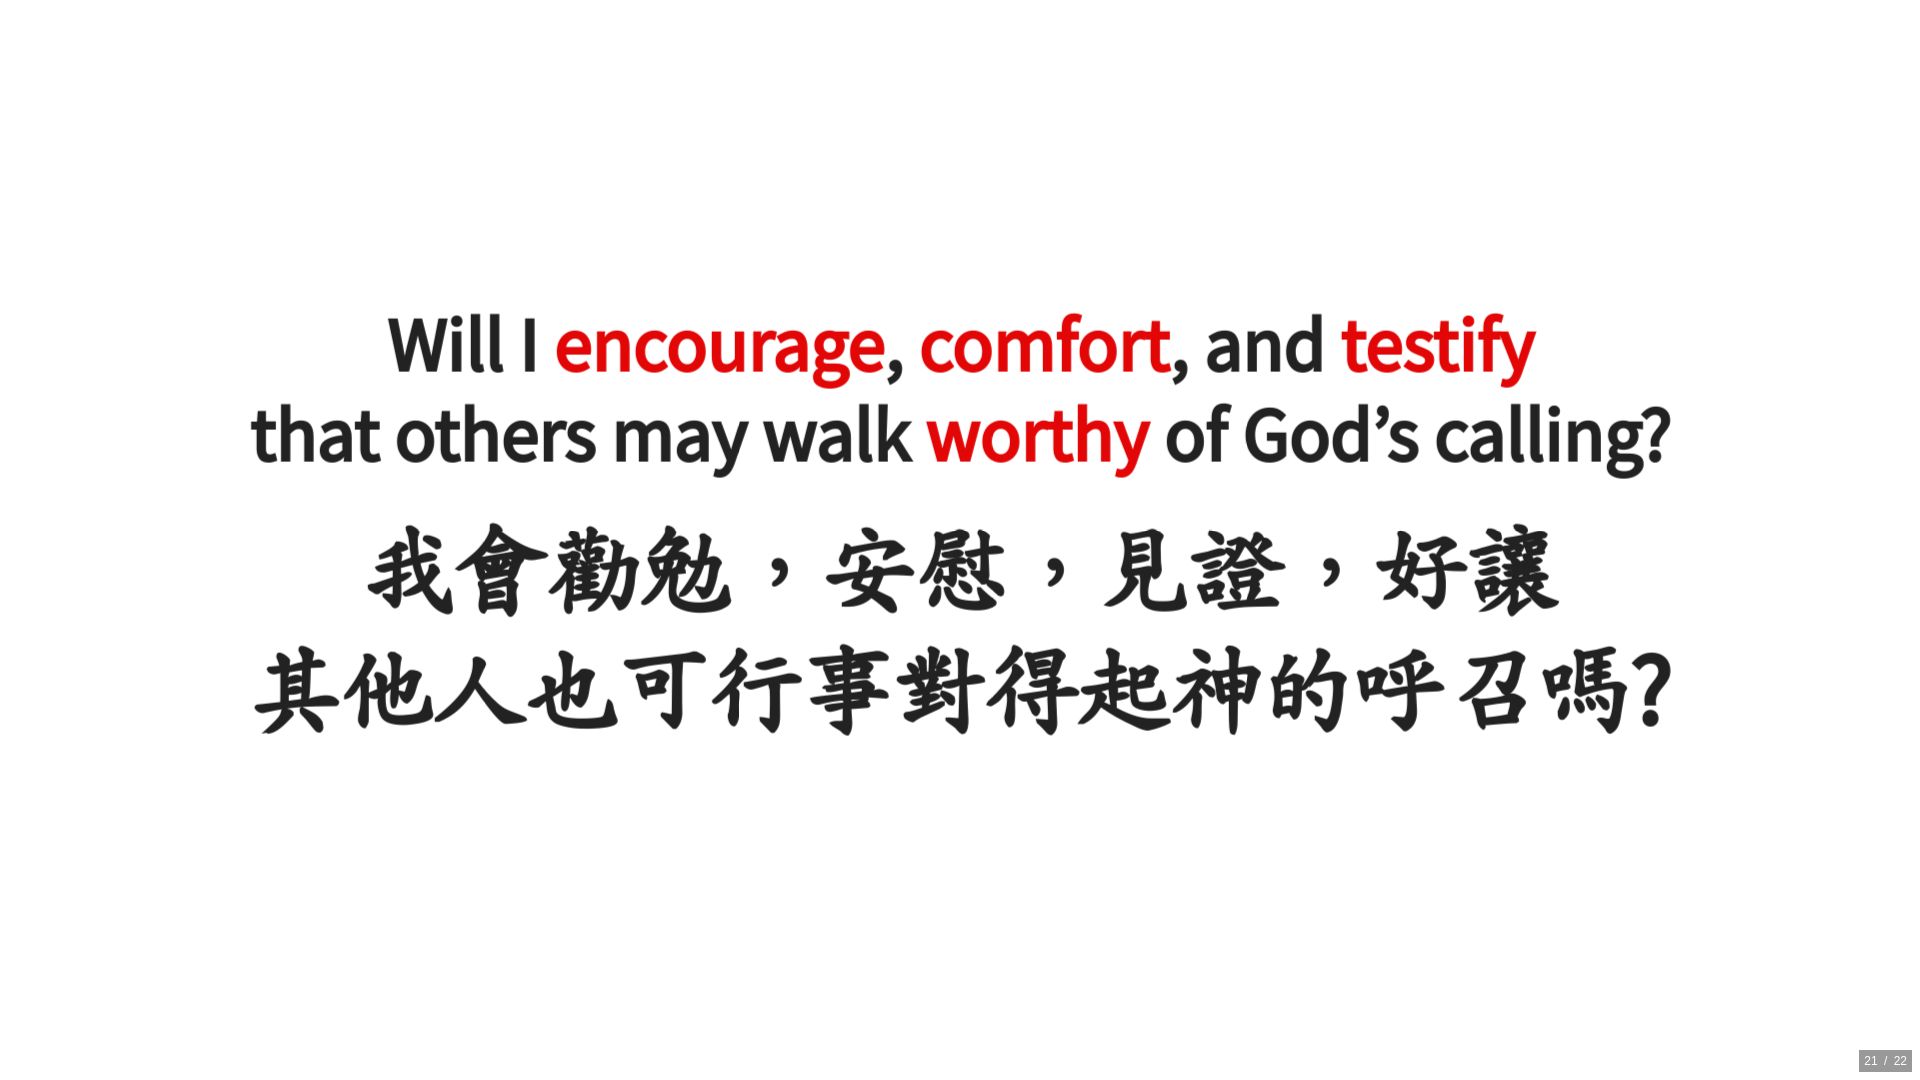 Will I encourage, comfort, and testify
that others may walk worthy of God’s calling?
我會勸勉，安慰，見證，好讓
其他人也可行事對得起神的呼召嗎?
21 / 22